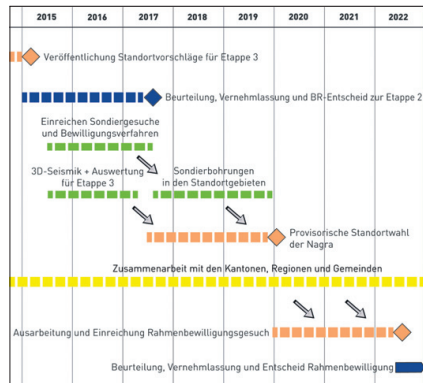 2015 2016 2017 2018 2019 2020 2021 2022
Veröffentlichung Standortvorschläge für Etappe 3
Beurteilung, Vernehmlassung und BR-Entscheid zur Etappe 2
Einreichen Sondiergesuche
und Bewilligungsverfahren
3D-Seismik + Auswertung
für Etappe 3
Sondierbohrungen
in den Standortgebieten
Provisorische Standortwahl
der Nagra
Zusammenarbeit mit den Kantonen, Regionen und Gemeinden
Ausarbeitung und Einreichung Rahmenbewilligungsgesuch
Beurteilung, Vernehmlassung und Entscheid Rahmenbewilligung